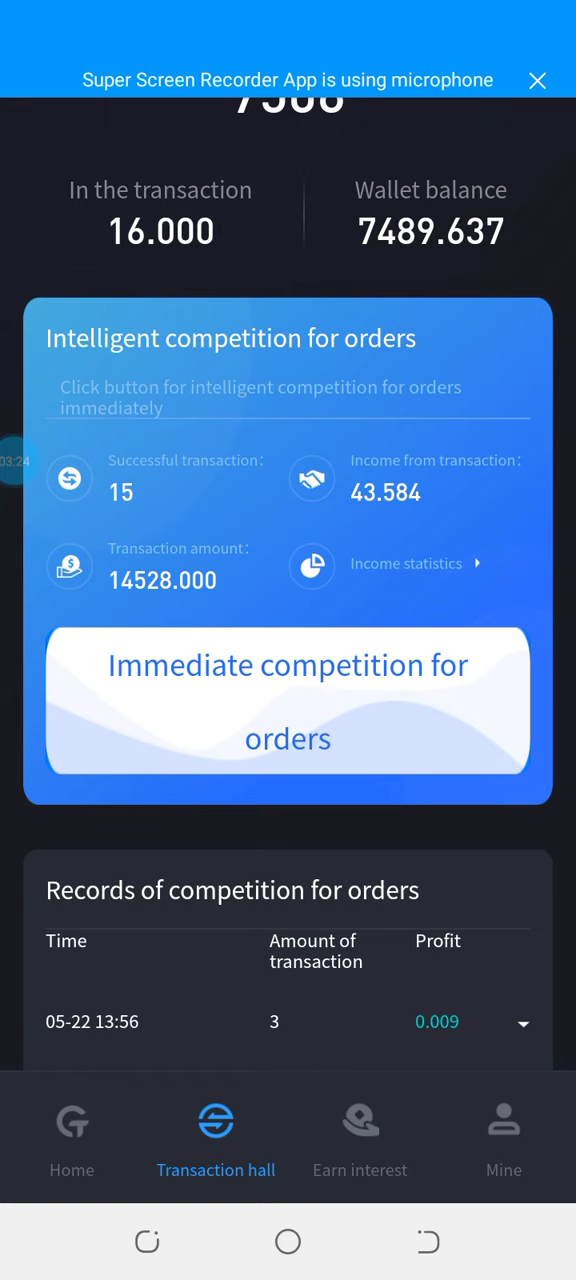 Super Screen Recorder App is using microphone
In the transaction
Wallet balance
16.000
7489.637
Intelligent competition for orders
Click button for intelligent competition for orders
immediately
03:24
Successful transaction:
Income from transaction:
15
43.584
Transaction amount:
Income statistics
14528.000
Immediate competition for
orders
Records of competition for orders
Time
Amount of
transaction
Profit
05-22 13:56
3
0.009
Home
Transaction hall
Earn interest
Mine